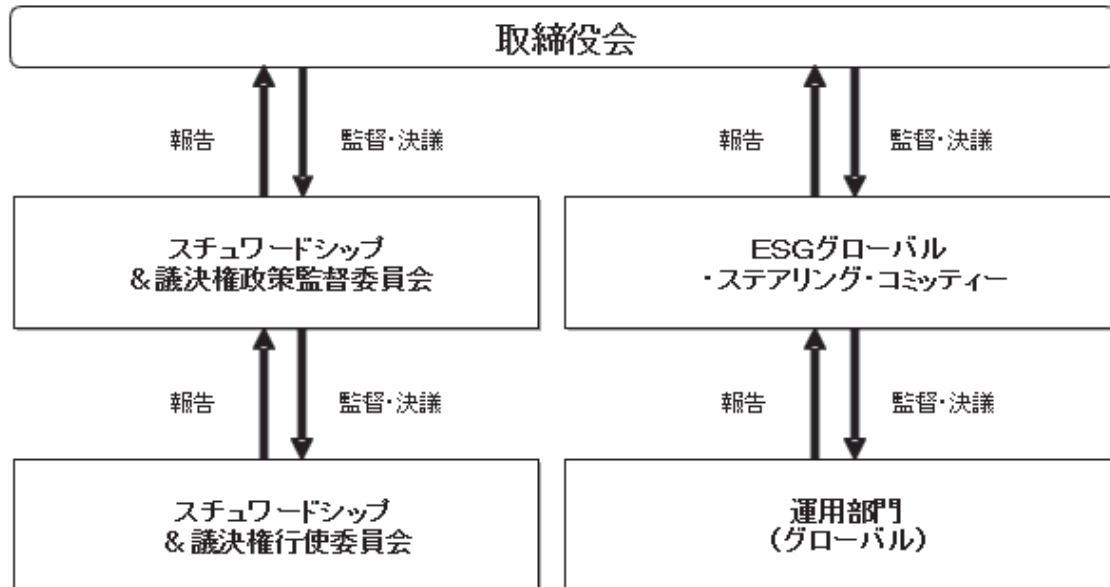 取締役会
報告
監督・決議
報告
監督・決議
スチュワードシップ
＆議決権政策監督委員会
ESGグローバル
・ステアリング・コミッティー
報告
監督・決議
報告
監督・決議
スチュワードシップ
＆議決権行使委員会
運用部門
（グローバル）